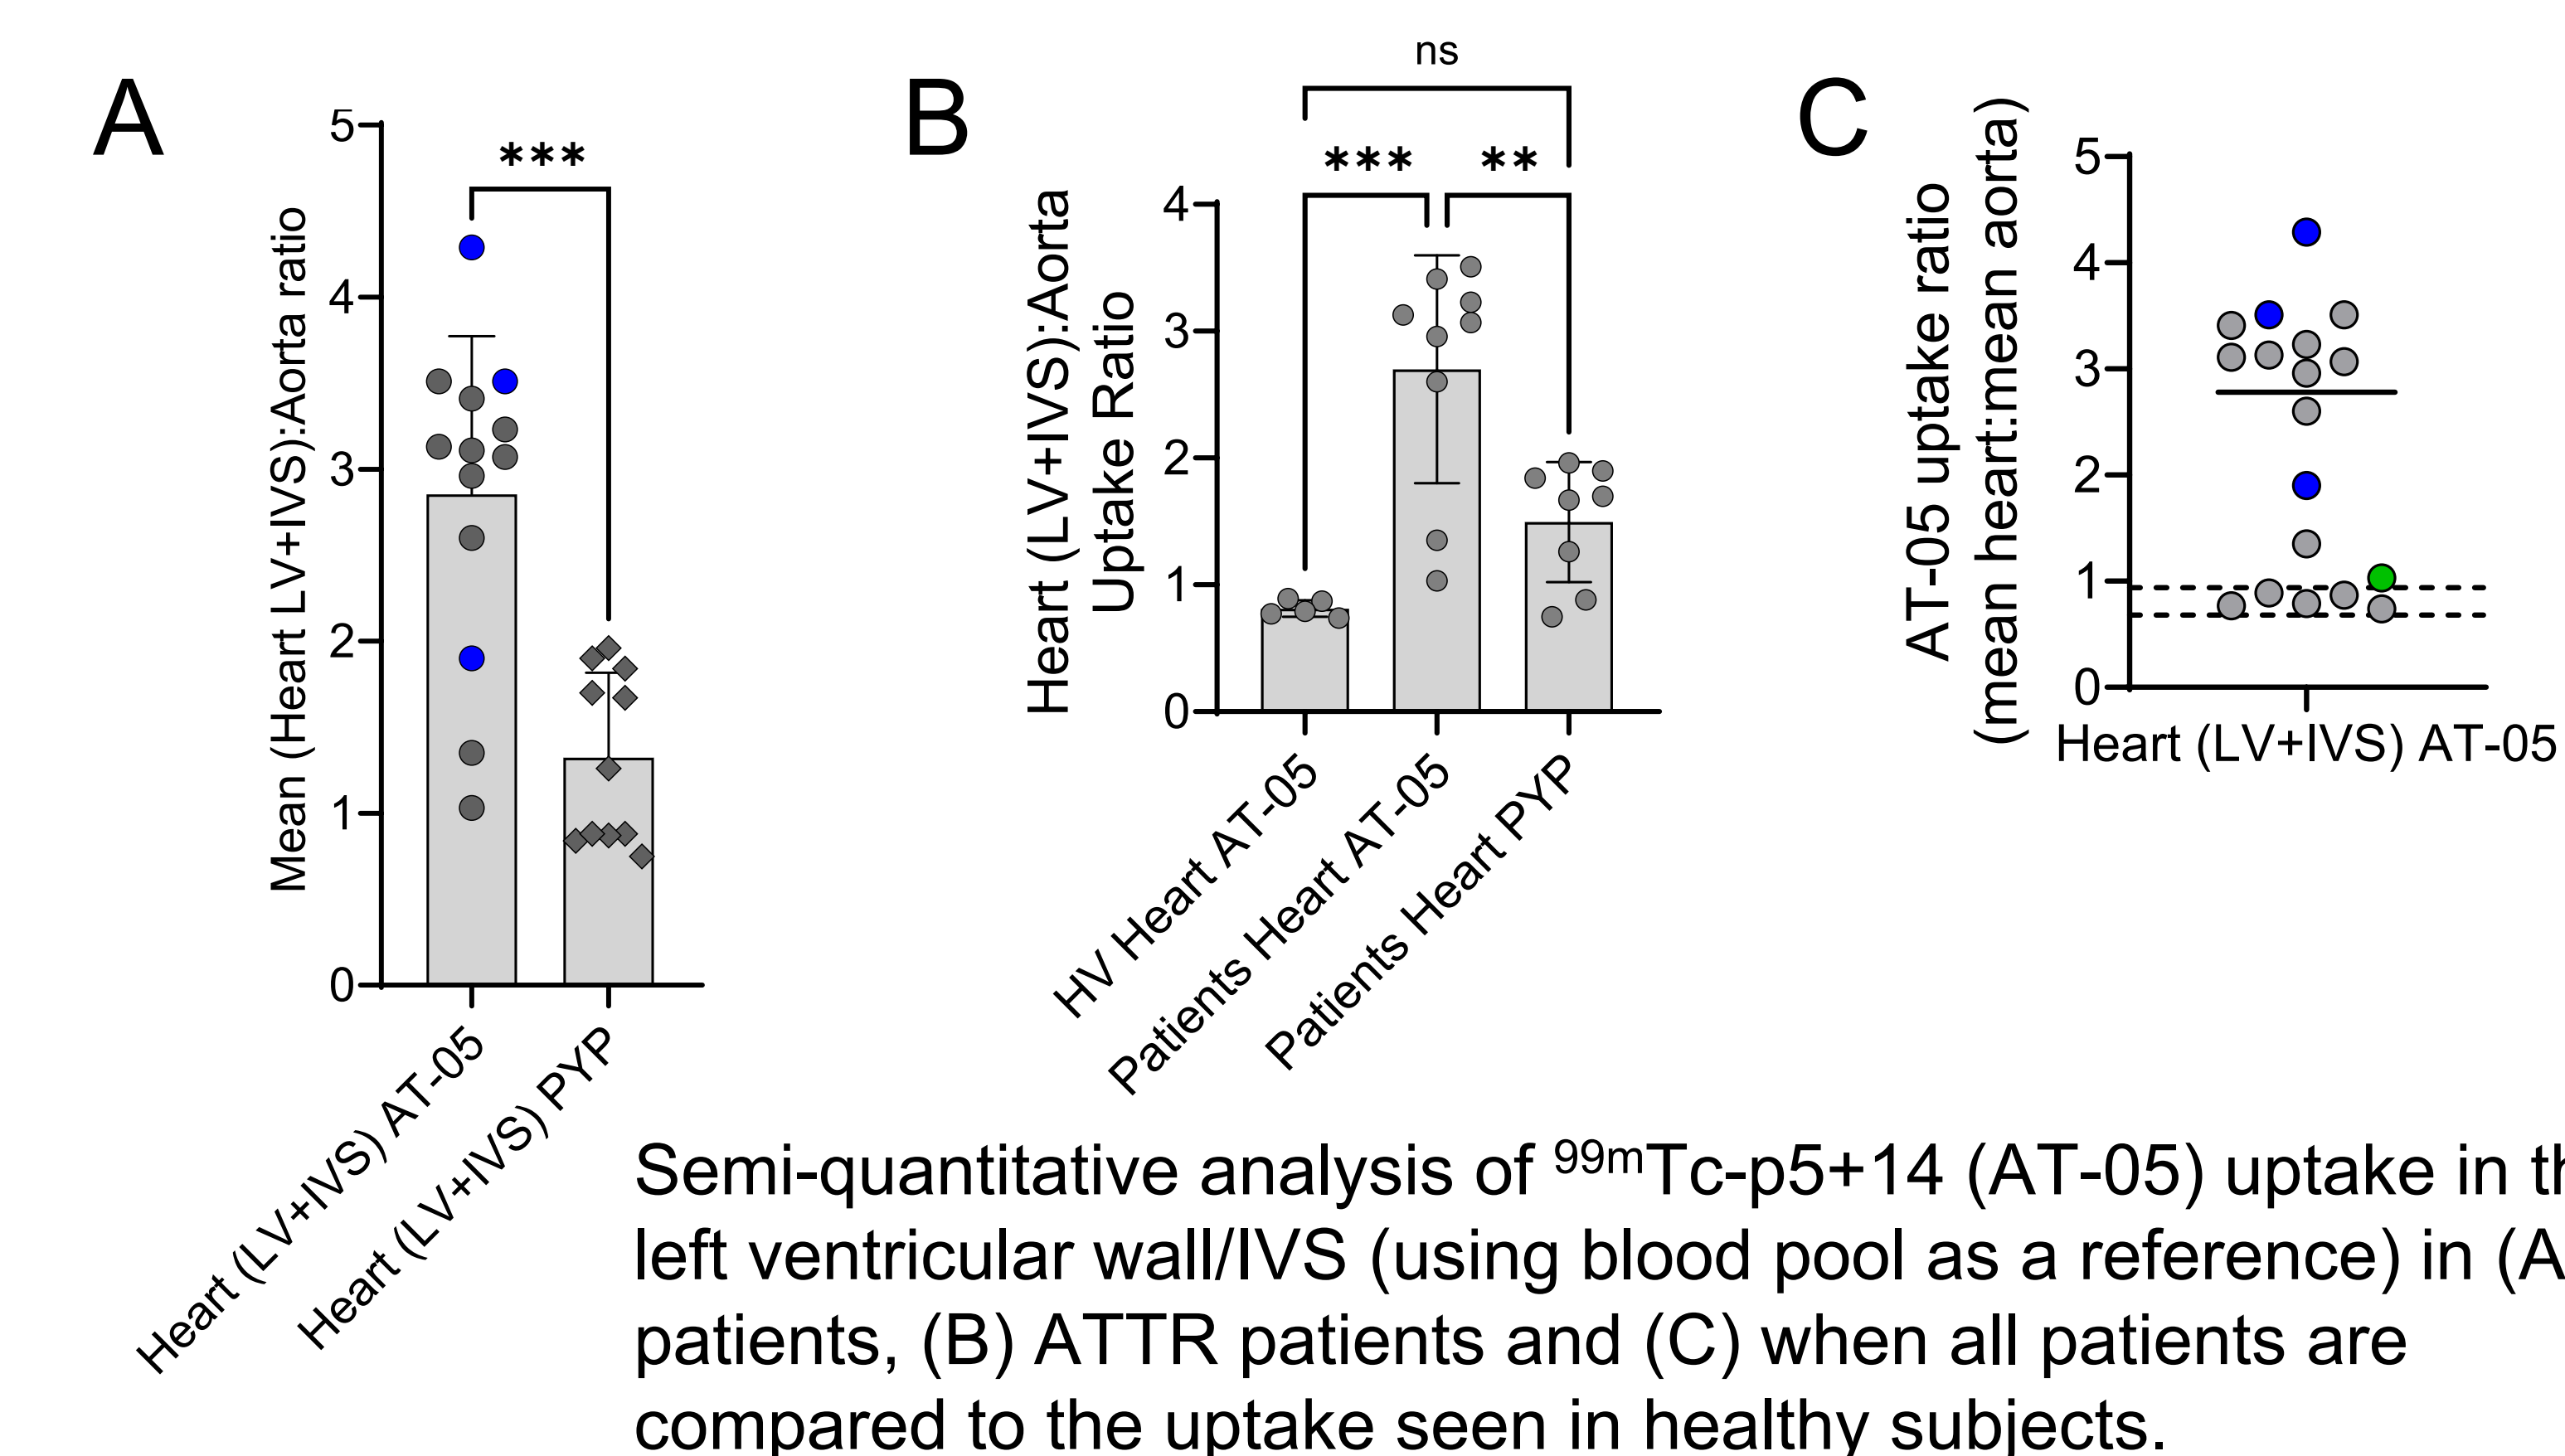 A
5
4
3
2
1
0
***
Mean (Heart LV+IVS):Aorta ratio
Heart (LV+IVS) AT-05
Heart (LV+IVS) PYP
B
ns
***
**
4
3
2
1
0
Heart (LV+IVS):Aorta
Uptake Ratio
HV Heart AT-05
Patients Heart AT-05
Patients Heart PYP
C
5
4
3
2
1
0
AT-05 uptake ratio
(mean heart:mean aorta)
Heart (LV+IVS) AT-05
Semi-quantitative analysis of ⁹⁹ᵐTc-p5+14 (AT-05) uptake in
left ventricular wall/IVS (using blood pool as a reference) in (A
patients, (B) ATTR patients and (C) when all patients are
compared to the uptake seen in healthy subjects.